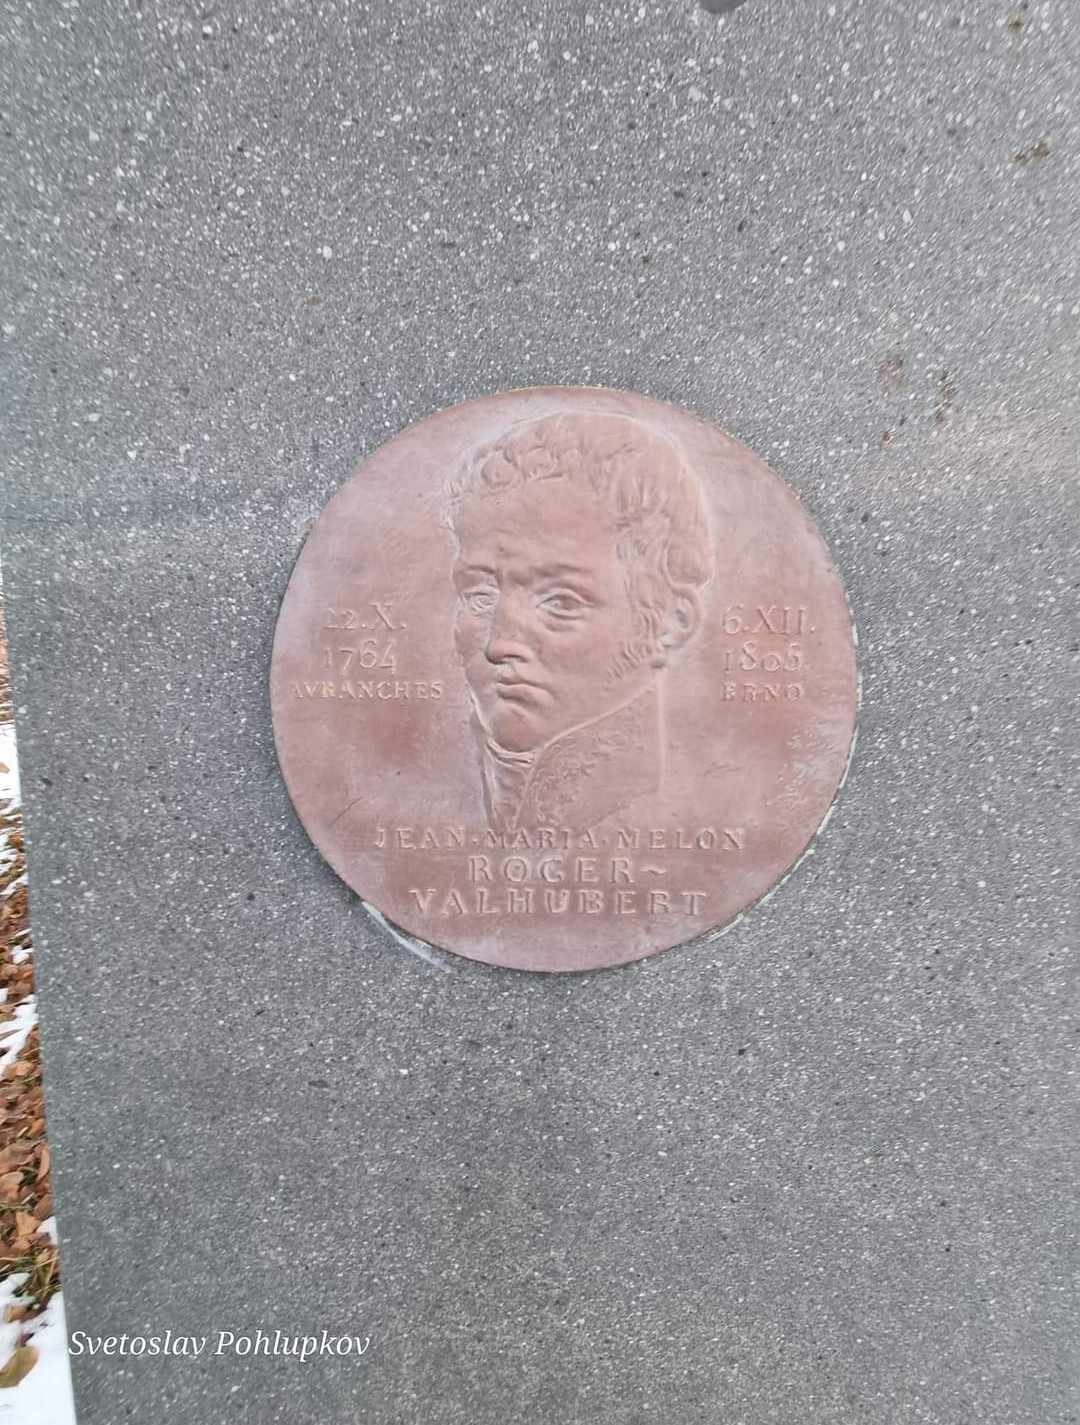 22.X.
1764
AVRANCHES
6.XII.
1805
BRNO
JEAN·MARIA·MELON
ROGER~
VALHUBERT
Svetoslav Pohlupkov